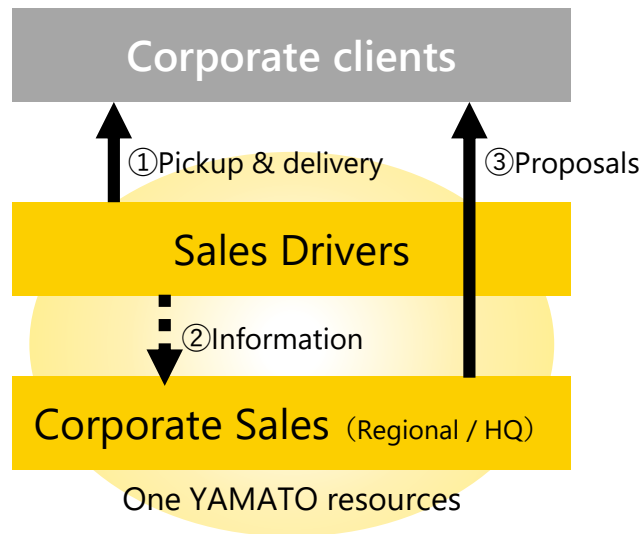 Corporate clients
①Pickup & delivery
③Proposals
Sales Drivers
②Information
Corporate Sales（Regional / HQ）
One YAMATO resources